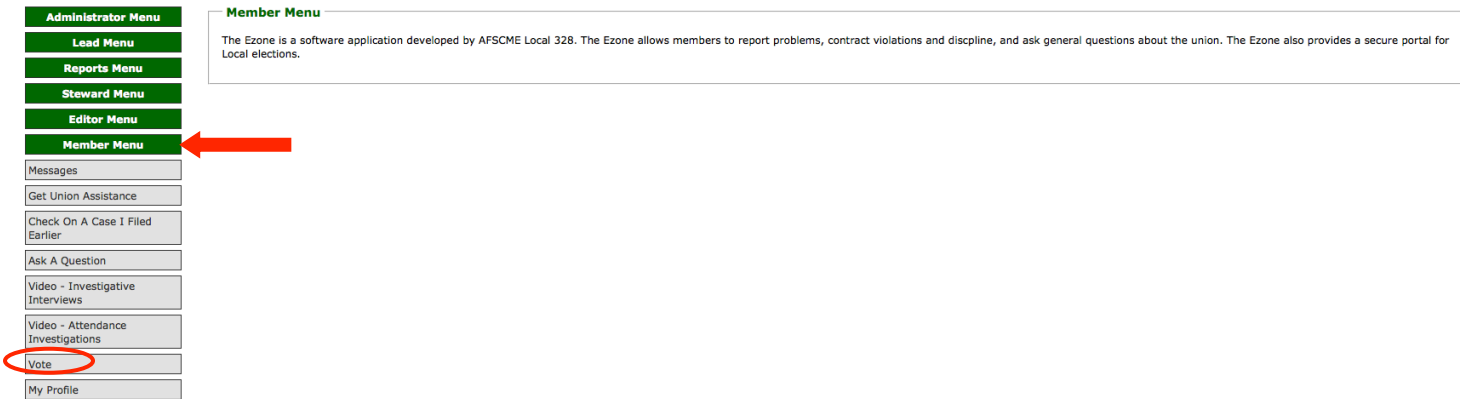 Administrator Menu
Lead Menu
Reports Menu
Steward Menu
Editor Menu
Member Menu
Messages
Get Union Assistance
Check On A Case I Filed
Earlier
Ask A Question
Video - Investigative
Interviews
Video - Attendance
Investigations
Vote
My Profile
Member Menu
The Ezone is a software application developed by AFSCME Local 328. The Ezone allows members to report problems, contract violations and discpline, and ask general questions about the union. The Ezone also provides a secure portal for
Local elections.